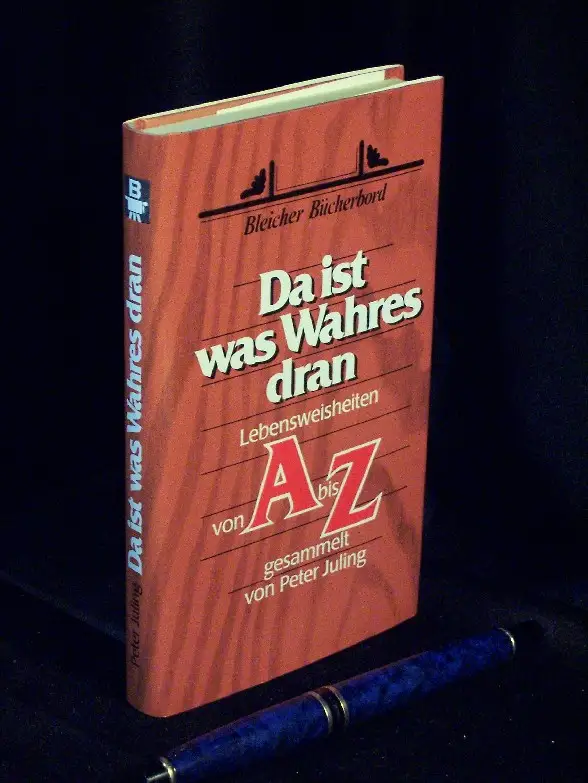 B
Peter Juling Da ist was Wahres dran
Bleicher Bücherbord
Da ist
was Wahres
dran
Lebensweisheiten
von A bis Z
gesammelt
von Peter Juling